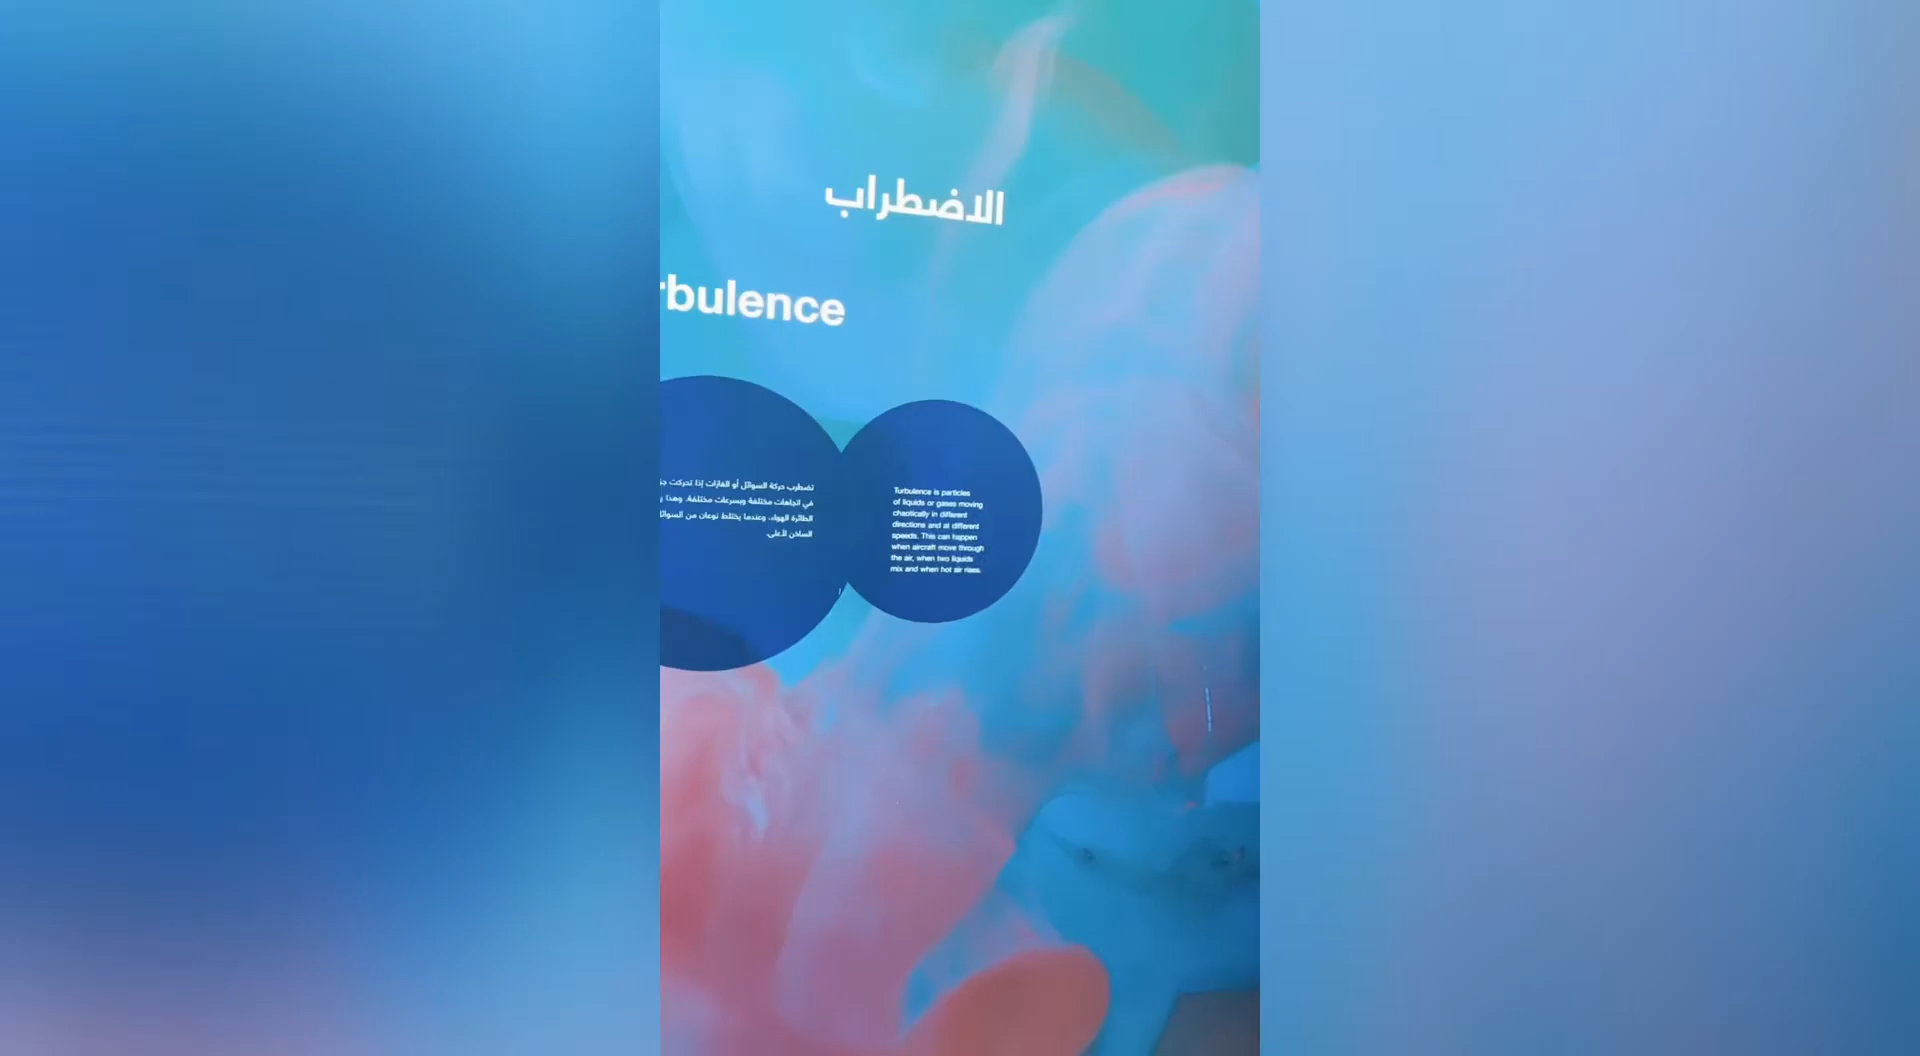 الاضطراب
rbulence
تضطرب حركة السوائل أو الغازات إذا تحركت
في اتجاهات مختلفة وبسرعات مختلفة. وهذا
الطائرة الهواء، وعندما يختلط نوعان من السوائل
الساخن لأعلى.
Turbulence is particles
of liquids or gases moving
chaotically in different
directions and at different
speeds. This can happen
when aircraft move through
the air, when two liquids
mix and when hot air rises.